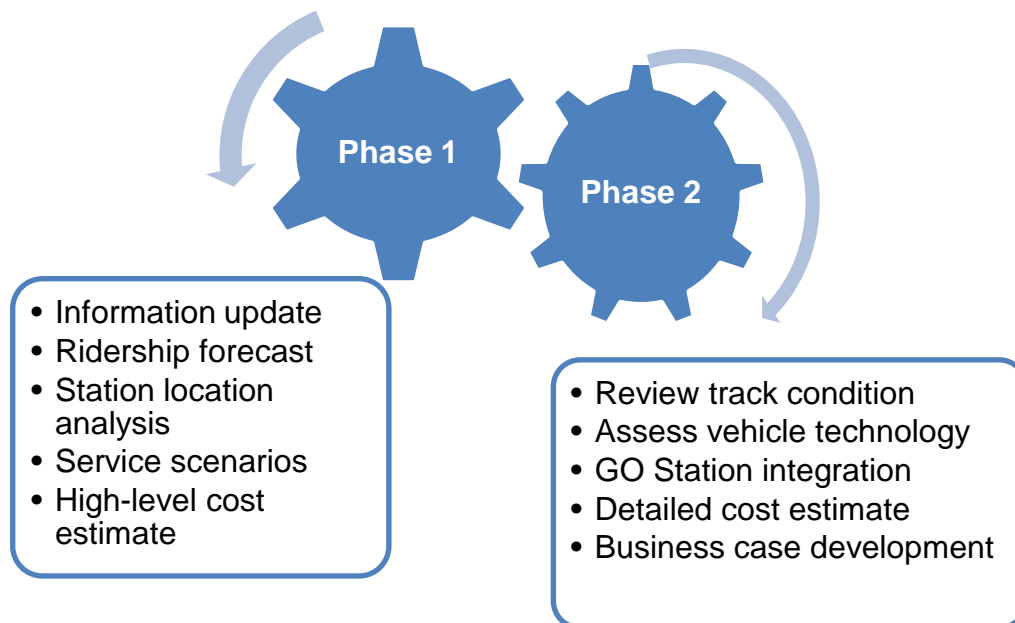 Phase 1
Phase 2
• Information update
• Ridership forecast
• Station location
analysis
• Service scenarios
• High-level cost
estimate
• Review track condition
• Assess vehicle technology
• GO Station integration
• Detailed cost estimate
• Business case development